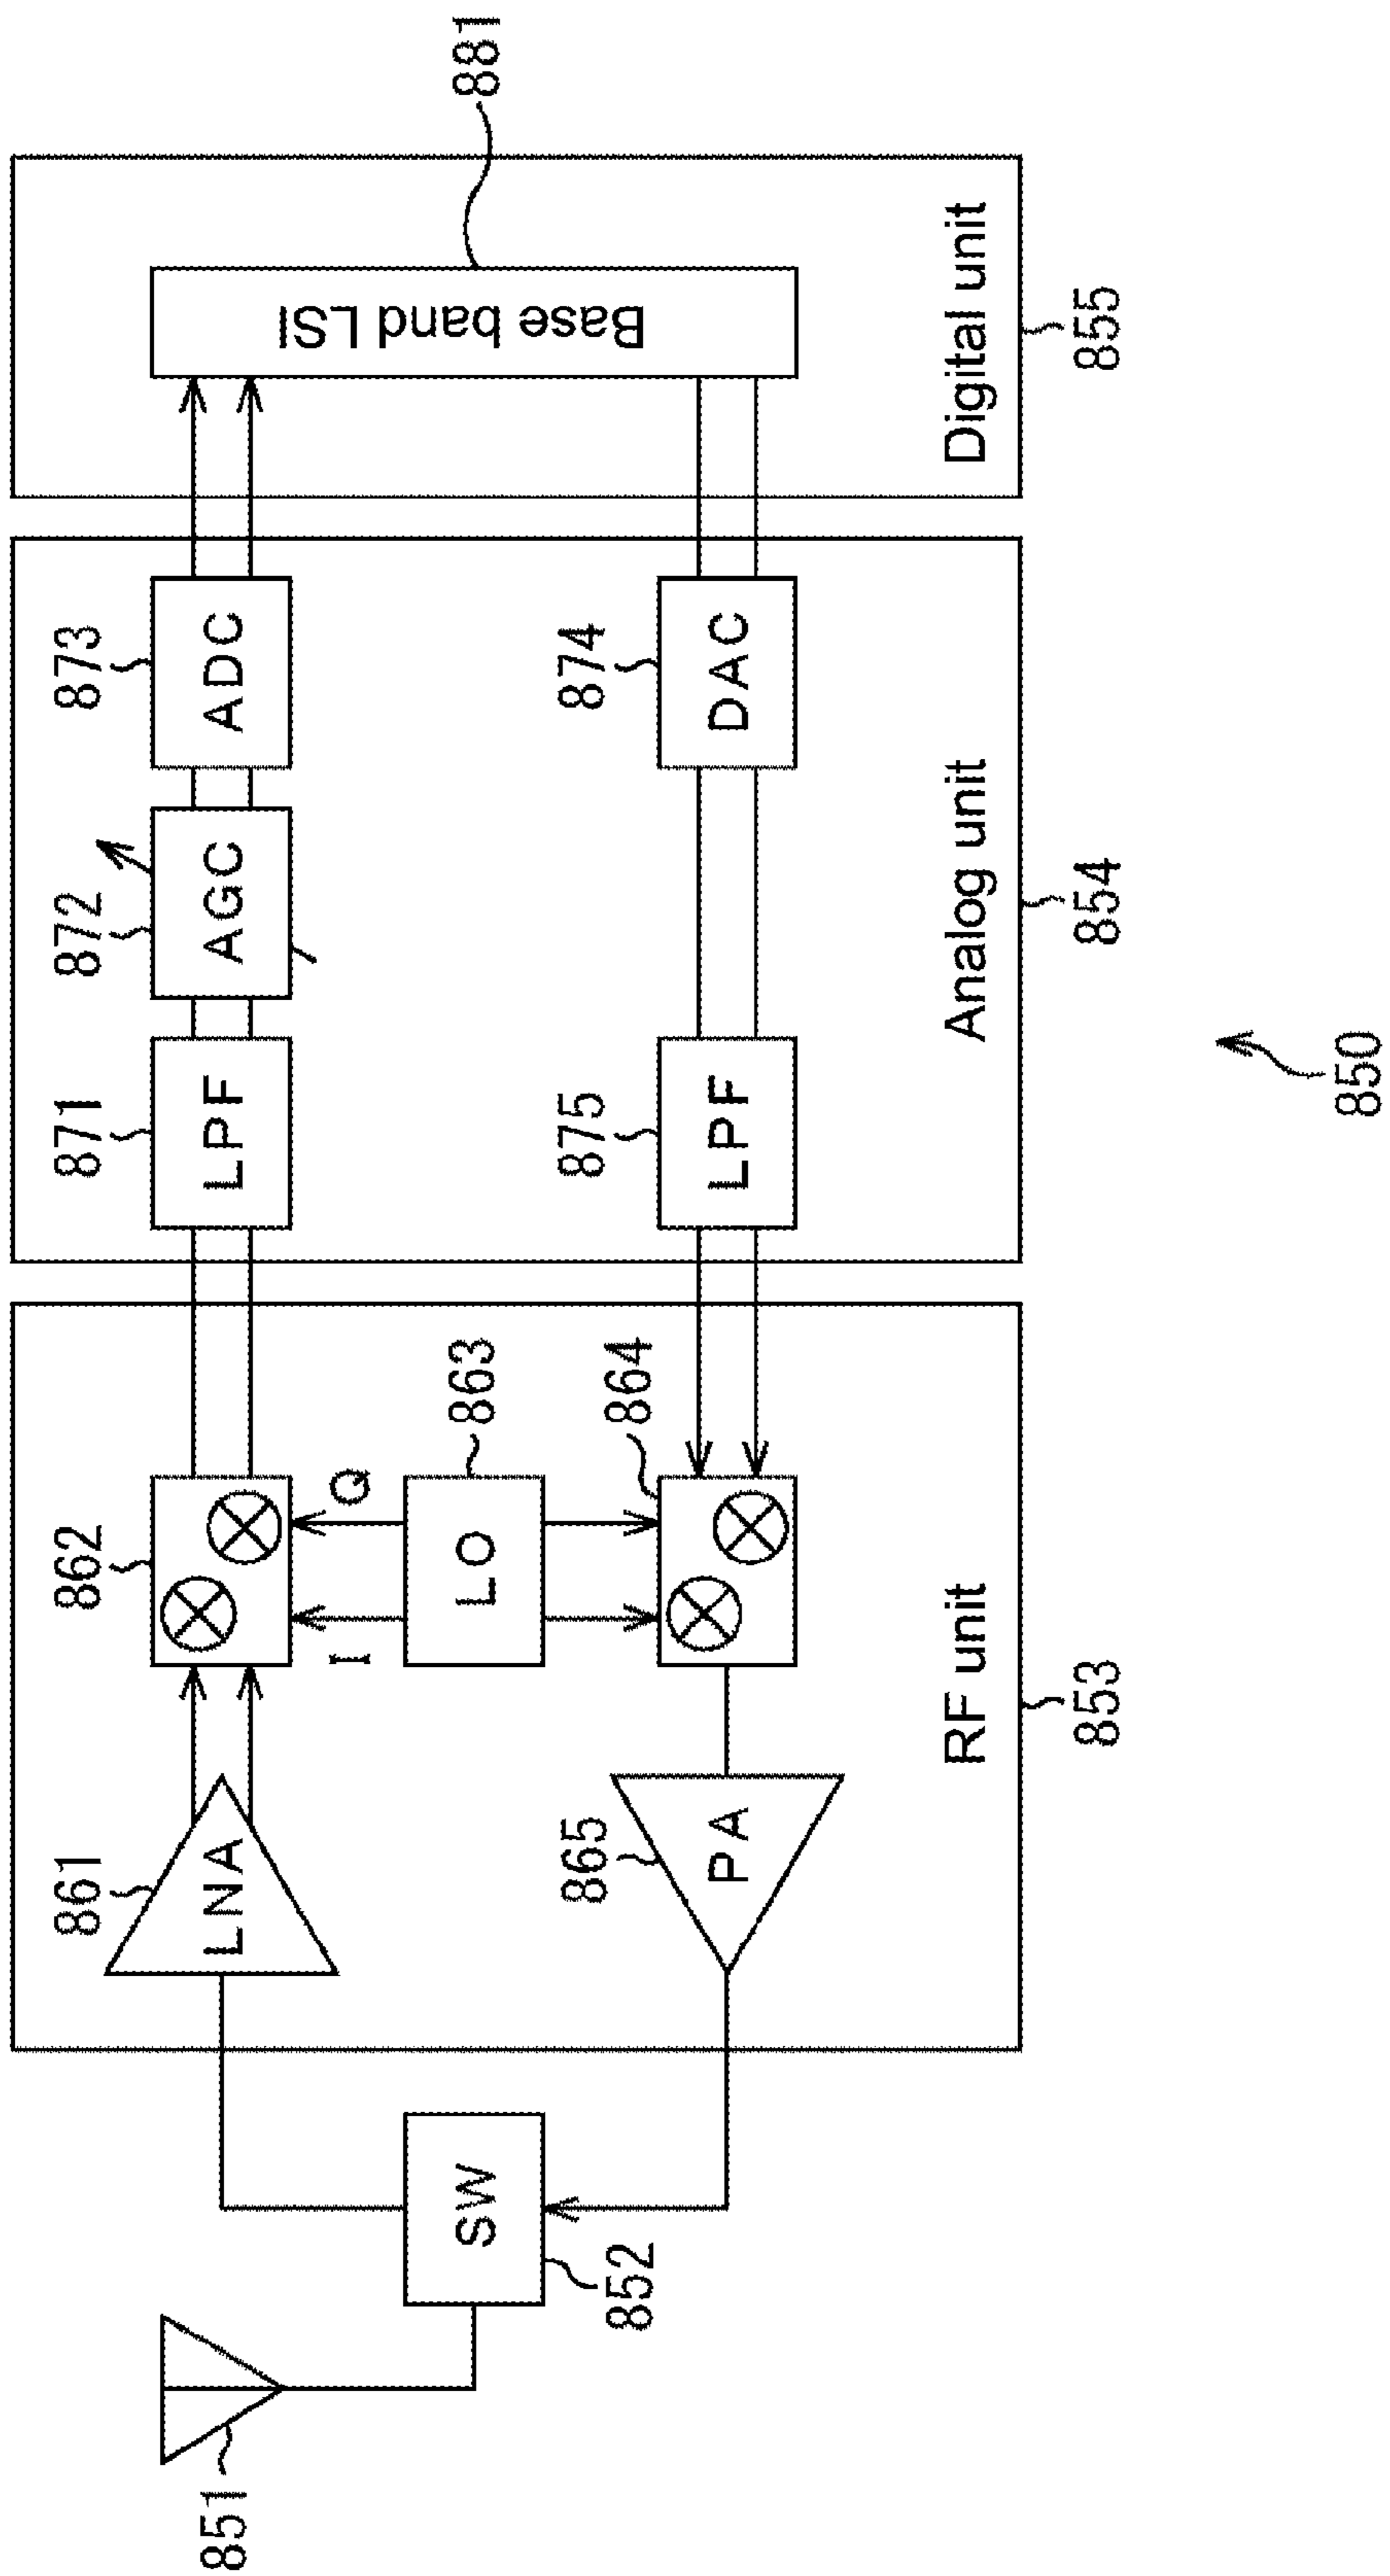 861
862
871
872
873
LNA
LPF
AGC
ADC
I
Q
863
881
851
SW
LO
Base band LSI
852
865
864
875
874
PA
LPF
DAC
RF unit
Analog unit
Digital unit
853
854
855
850